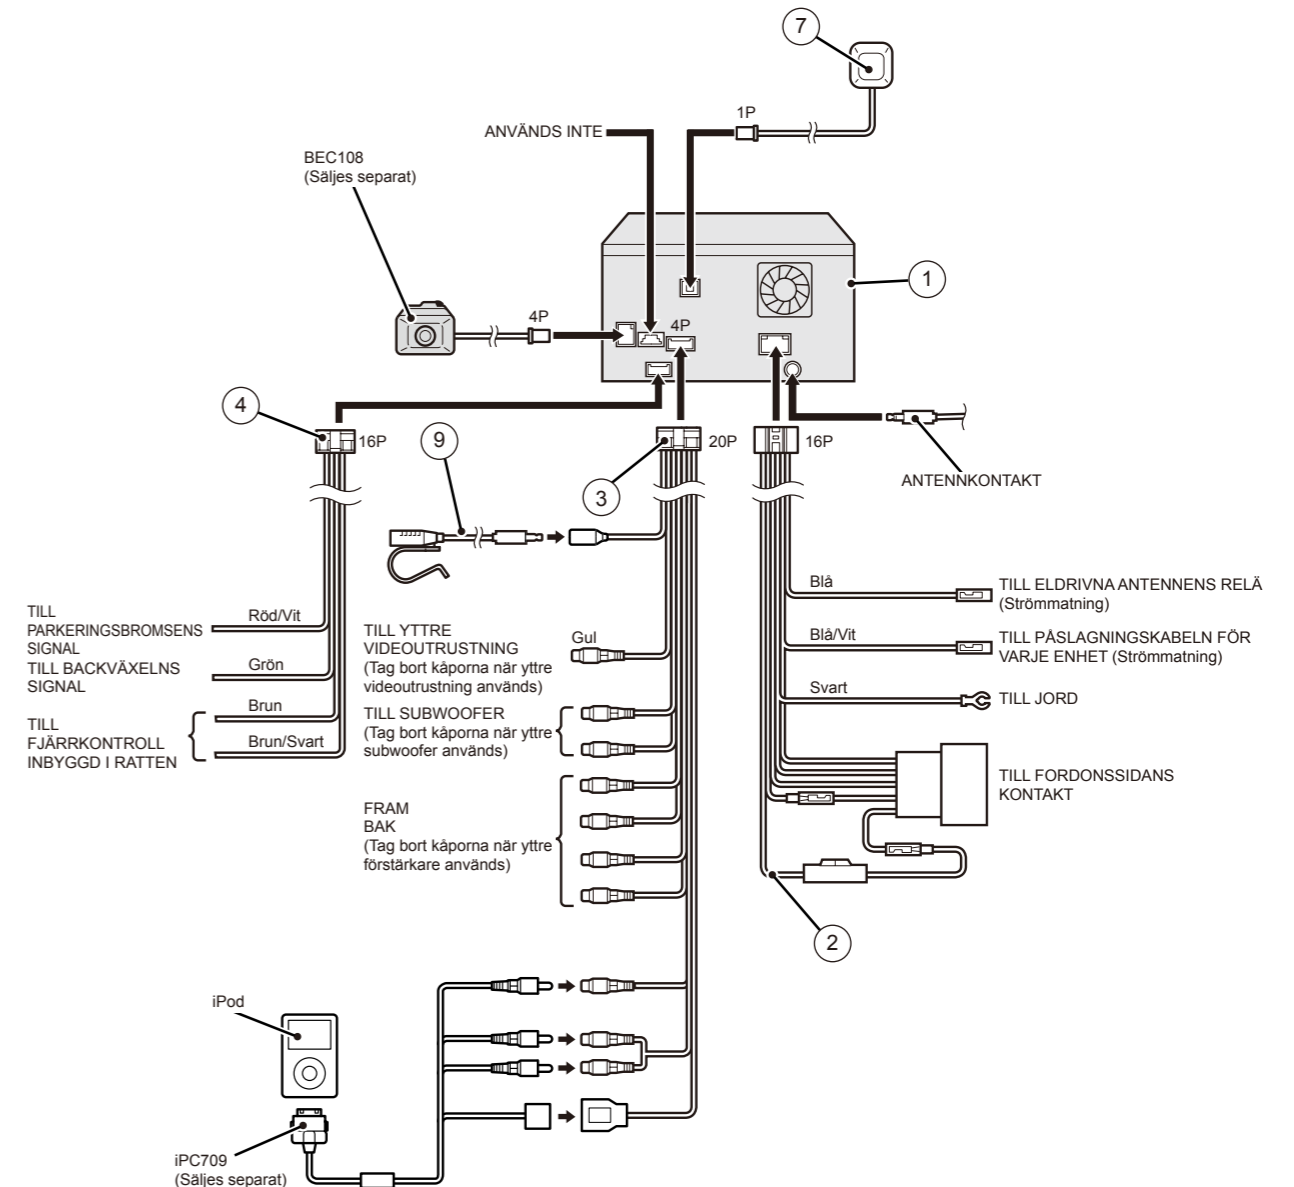 7
1P
ANVÄNDS INTE
BEC108
(Säljes separat)
1
4P
4P
4
16P
9
3
20P
16P
ANTENNKONTAKT
TILL
PARKERINGSBROMSENS
SIGNAL
Röd/Vit
TILL BACKVÄXELNS
SIGNAL
Grön
TILL
FJÄRRKONTROLL
INBYGGD I RATTEN
Brun
Brun/Svart
TILL YTTRE
VIDEOUTRUSTNING
(Tag bort kåporna när yttre
videoutrustning används)
Gul
TILL SUBWOOFER
(Tag bort kåporna när yttre
subwoofer används)
FRAM
BAK
(Tag bort kåporna när yttre
förstärkare används)
Blå
TILL ELDRIVNA ANTENNENS RELÄ
(Strömmatning)
Blå/Vit
TILL PÅSLAGNINGSKABELN FÖR
VARJE ENHET (Strömmatning)
Svart
TILL JORD
TILL FORDONSSIDANS
KONTAKT
2
iPod
iPC709
(Säljes separat)